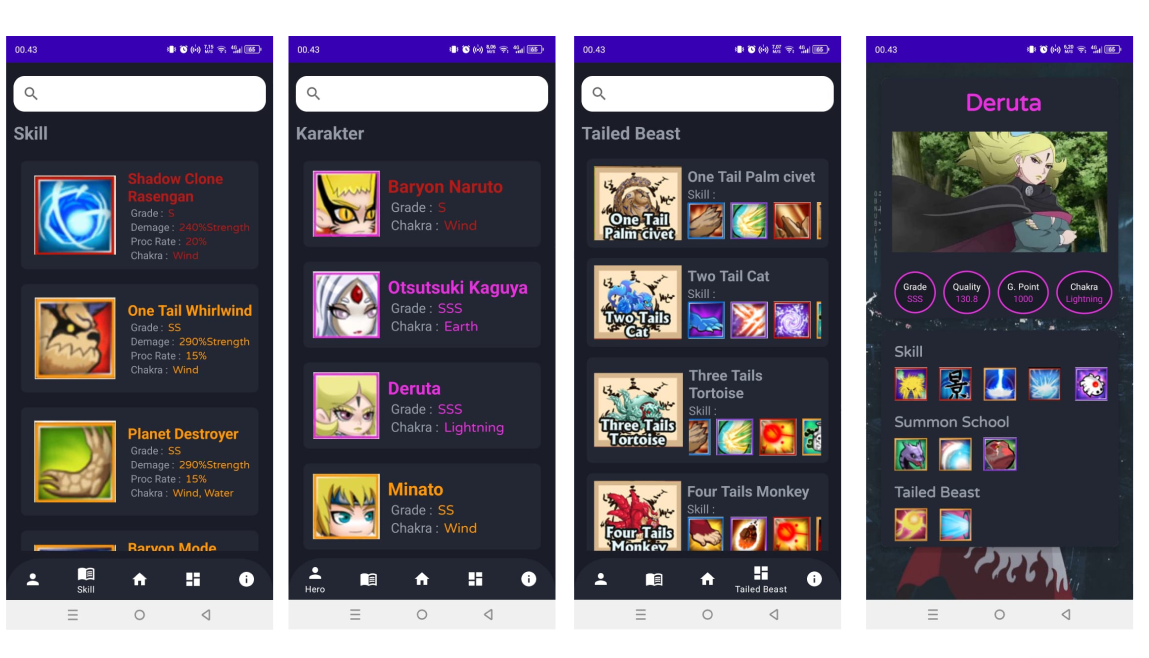 00.43
65
Skill
Shadow Clone
Rasengan
Grade : S
Demage : 240%Strength
Proc Rate : 20%
Chakra : Wind
One Tail Whirlwind
Grade : SS
Demage : 290%Strength
Proc Rate : 15%
Chakra : Wind
Planet Destroyer
Grade : SS
Demage : 290%Strength
Proc Rate : 15%
Chakra : Wind, Water
Baryon Mode
Skill
00.43
65
Karakter
Baryon Naruto
Grade : S
Chakra : Wind
Otsutsuki Kaguya
Grade : SSS
Chakra : Earth
Deruta
Grade : SSS
Chakra : Lightning
Minato
Grade : SS
Chakra : Wind
Hero
00.43
65
Tailed Beast
One Tail
Palm civet
One Tail Palm civet
Skill :
Two Tails
Cat
Two Tail Cat
Skill :
Three Tails
Tortoise
Three Tails
Tortoise
Skill :
Four Tails
Monkey
Four Tails Monkey
Skill :
Tailed Beast
00.43
65
Deruta
Grade
SSS
Quality
130.8
G. Point
1000
Chakra
Lightning
Skill
影
Summon School
Tailed Beast